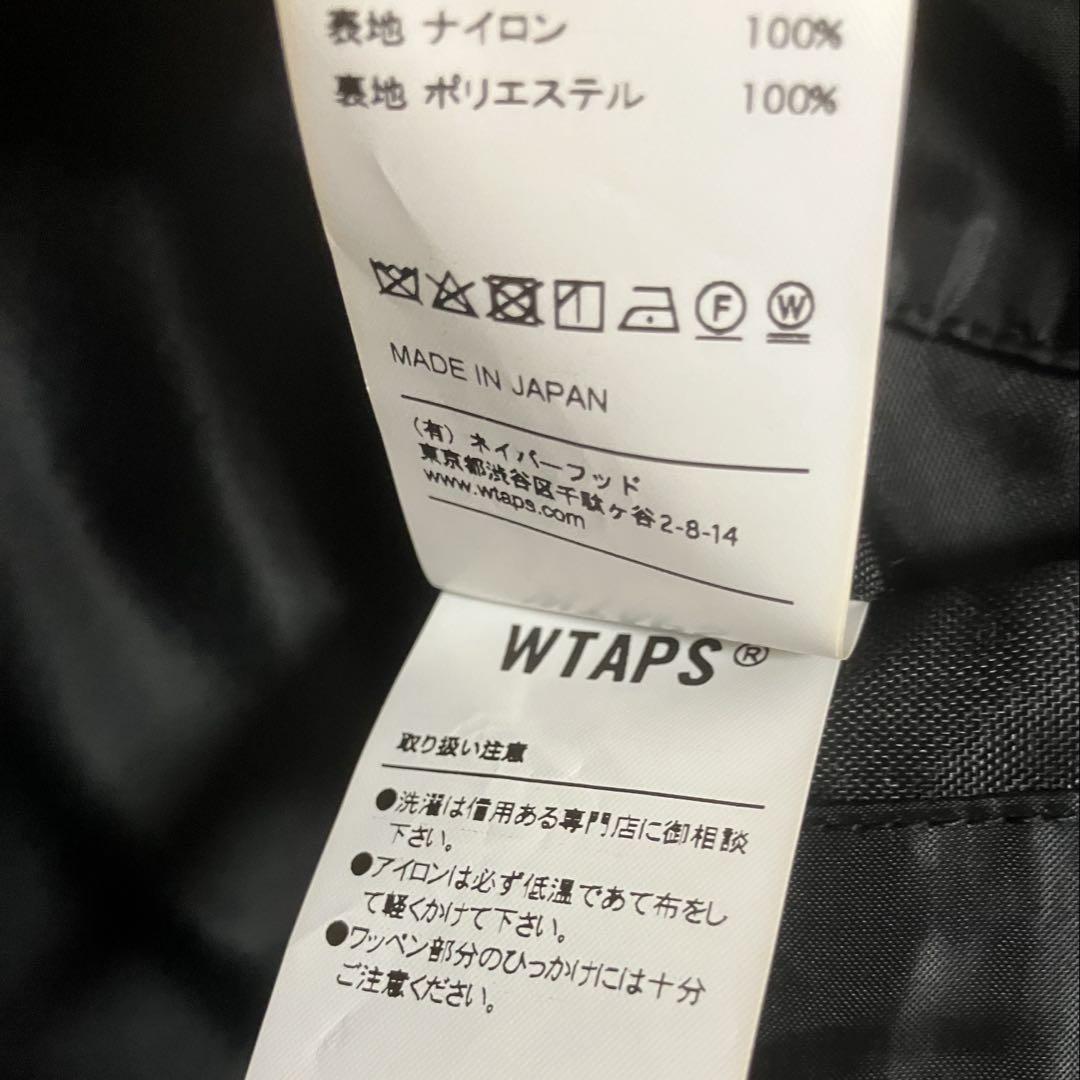 表地 ナイロン 100%
裏地 ポリエステル 100%
F W
MADE IN JAPAN
(有) ネイバーフッド
東京都渋谷区千駄ヶ谷2-8-14
www.wtaps.com
WTAPS®
取り扱い注意
●洗濯は信用ある専門店に御相談
下さい。
●アイロンは必ず低温であて布をし
て軽くかけて下さい。
●ワッペン部分のひっかけには十分
ご注意ください。